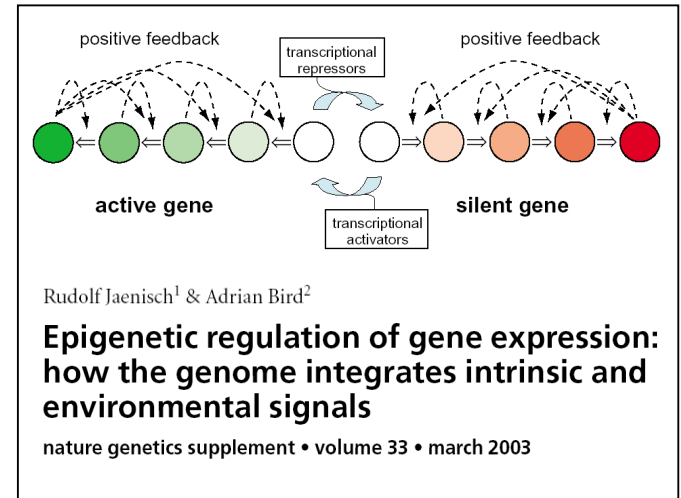 positive feedback
transcriptional
repressors
positive feedback
active gene
silent gene
transcriptional
activators
Rudolf Jaenisch¹ & Adrian Bird²
Epigenetic regulation of gene expression:
how the genome integrates intrinsic and
environmental signals
nature genetics supplement • volume 33 • march 2003